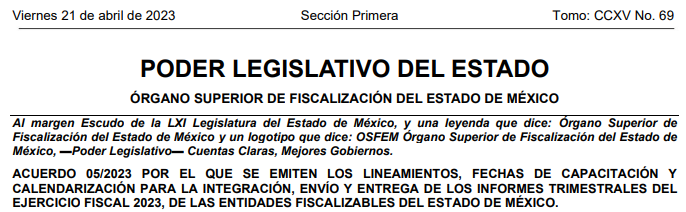 Viernes 21 de abril de 2023 Sección Primera Tomo: CCXV No. 69
PODER LEGISLATIVO DEL ESTADO
ÓRGANO SUPERIOR DE FISCALIZACIÓN DEL ESTADO DE MÉXICO
Al margen Escudo de la LXI Legislatura del Estado de México, y una leyenda que dice: Órgano Superior de
Fiscalización del Estado de México y un logotipo que dice: OSFEM Órgano Superior de Fiscalización del Estado de
México, —Poder Legislativo— Cuentas Claras, Mejores Gobiernos.
ACUERDO 05/2023 POR EL QUE SE EMITEN LOS LINEAMIENTOS, FECHAS DE CAPACITACIÓN Y
CALENDARIZACIÓN PARA LA INTEGRACIÓN, ENVÍO Y ENTREGA DE LOS INFORMES TRIMESTRALES DEL
EJERCICIO FISCAL 2023, DE LAS ENTIDADES FISCALIZABLES DEL ESTADO DE MÉXICO.